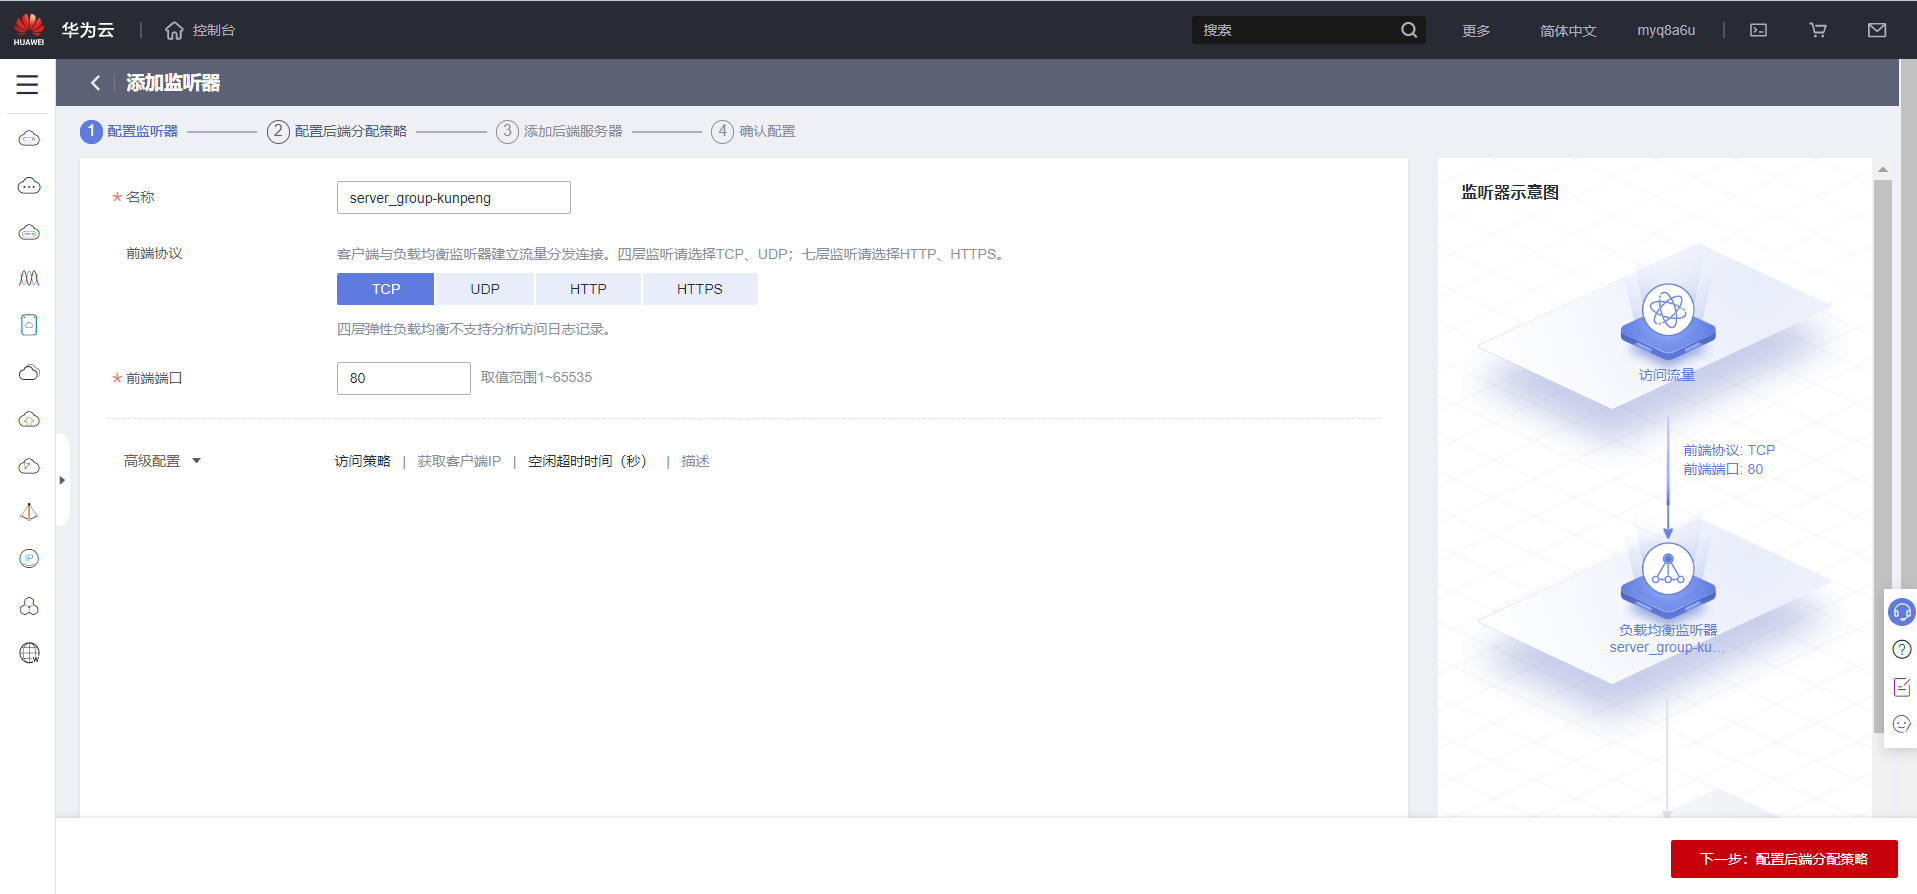 HUAWEI
华为云
控制台
搜索
更多
简体中文
myq8a6u
添加监听器
1 配置监听器
2 配置后端分配策略
3 添加后端服务器
4 确认配置
* 名称
server_group-kunpeng
前端协议
客户端与负载均衡监听器建立流量分发连接。四层监听请选择TCP、UDP；七层监听请选择HTTP、HTTPS。
TCP
UDP
HTTP
HTTPS
四层弹性负载均衡不支持分析访问日志记录。
* 前端端口
80
取值范围1~65535
高级配置
访问策略 | 获取客户端IP | 空闲超时时间（秒） | 描述
监听器示意图
访问流量
前端协议: TCP
前端端口: 80
负载均衡监听器
server_group-ku...
IP
W
下一步：配置后端分配策略